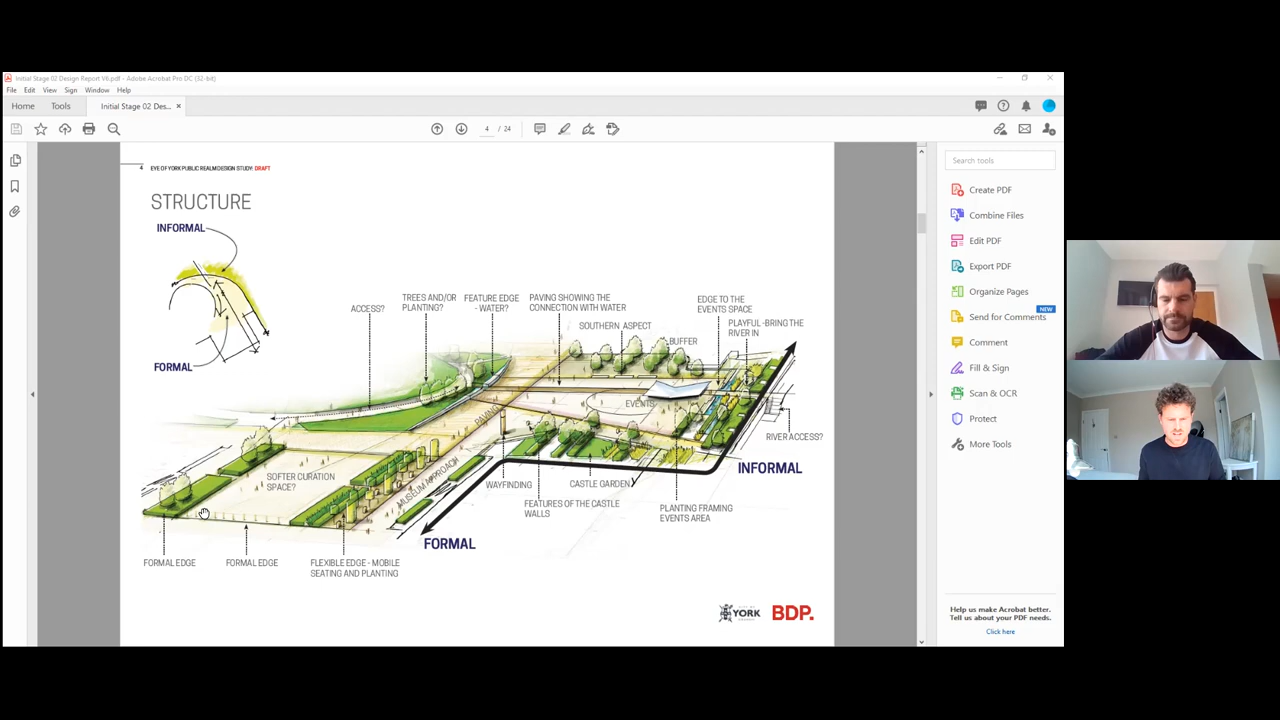 Initial Stage 02 Design Report V6.pdf - Adobe Acrobat Pro DC (32-bit)
File Edit View Sign Window Help
Home Tools Initial Stage 02 Des... ×
4 / 24
4 EYE OF YORK PUBLIC REALM DESIGN STUDY: DRAFT
STRUCTURE
INFORMAL
FORMAL
ACCESS?
TREES AND/OR
PLANTING?
FEATURE EDGE
- WATER?
PAVING SHOWING THE
CONNECTION WITH WATER
SOUTHERN ASPECT
BUFFER
EDGE TO THE
EVENTS SPACE
PLAYFUL -BRING THE
RIVER IN
EVENTS
PAVING
RIVER ACCESS?
INFORMAL
SOFTER CURATION
SPACE?
MUSEUM APPROACH
WAYFINDING
CASTLE GARDEN
FEATURES OF THE CASTLE
WALLS
PLANTING FRAMING
EVENTS AREA
FORMAL
FORMAL EDGE
FORMAL EDGE
FLEXIBLE EDGE - MOBILE
SEATING AND PLANTING
YORK
BDP.
Search tools
Create PDF
Combine Files
Edit PDF
Export PDF
Organize Pages
NEW
Send for Comments
Comment
Fill & Sign
Scan & OCR
Protect
More Tools
Help us make Acrobat better.
Tell us about your PDF needs.
Click here